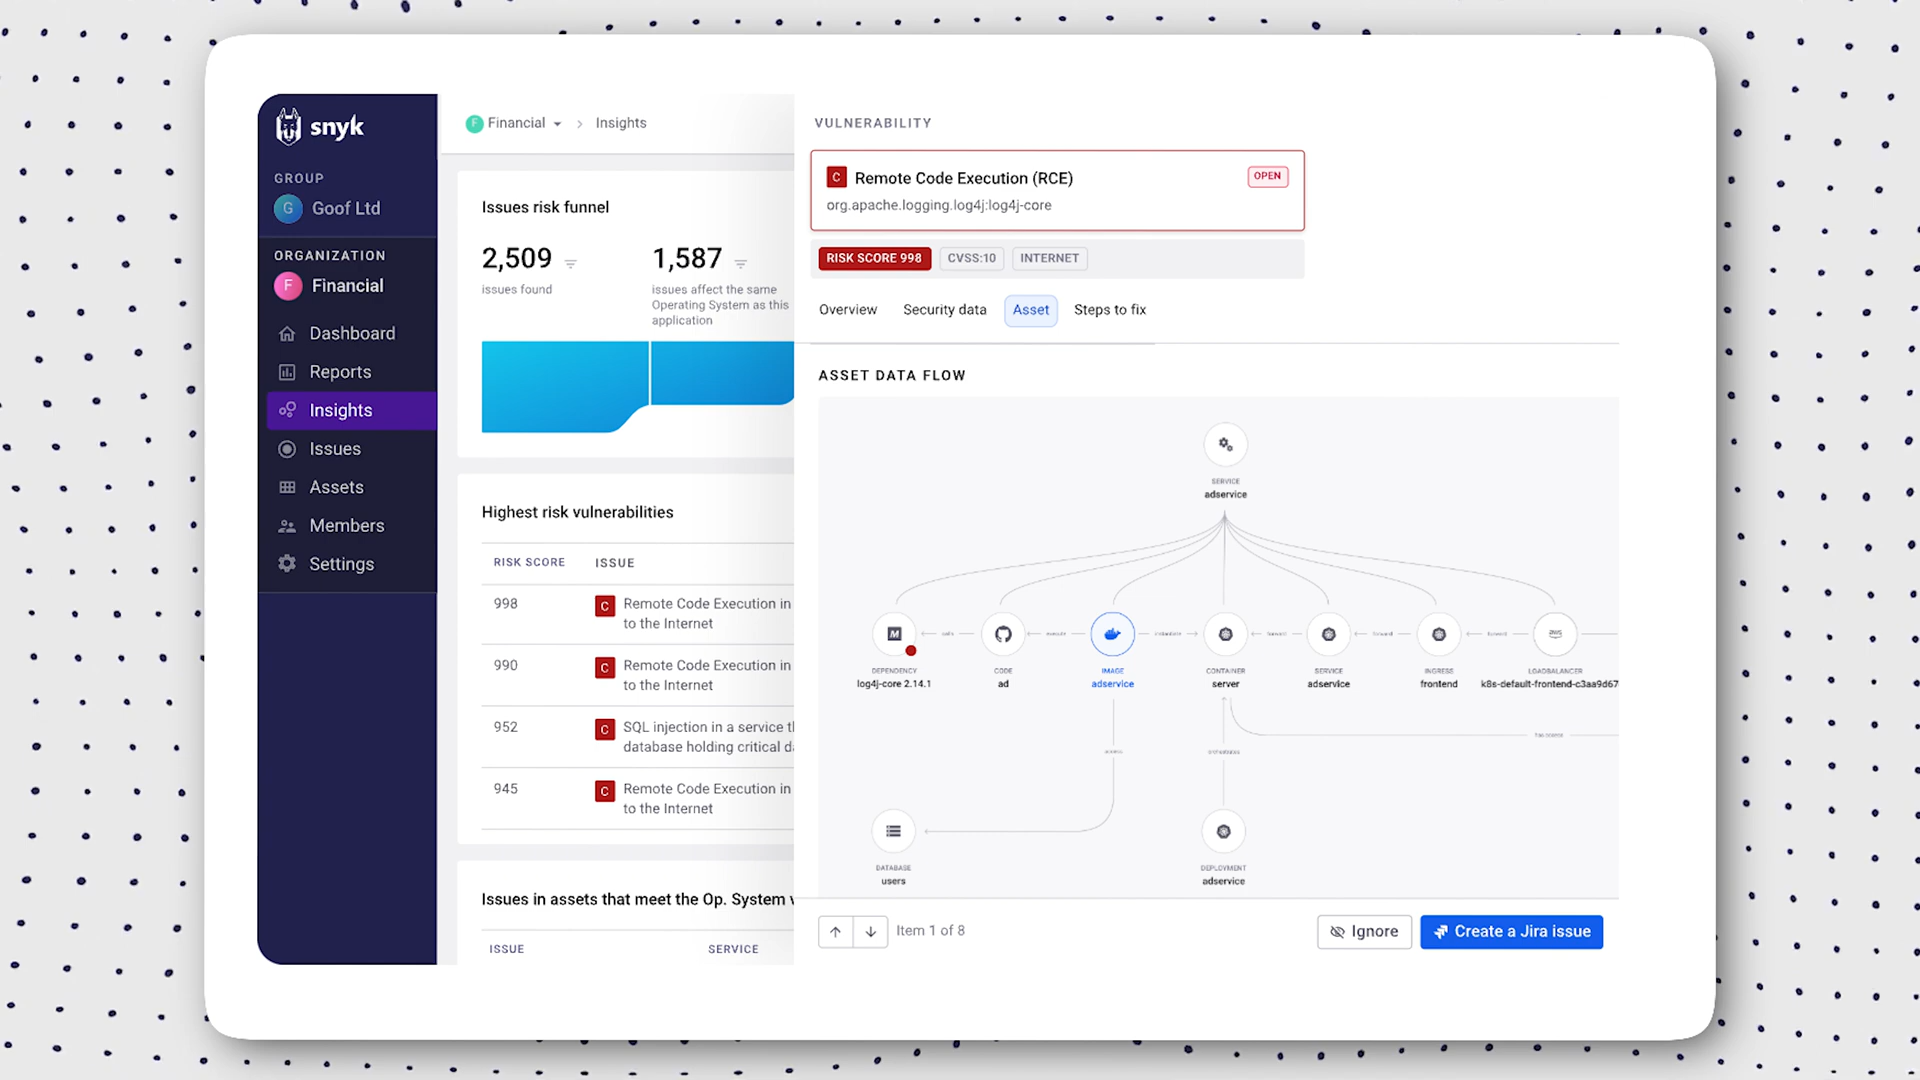 snyk
GROUP
G Goof Ltd
ORGANIZATION
F Financial
Dashboard
Reports
Insights
Issues
Assets
Members
Settings
F Financial > Insights
Issues risk funnel
2,509
issues found
1,587
issues affect the same
Operating System as this
application
Highest risk vulnerabilities
RISK SCORE ISSUE
998 C Remote Code Execution in
to the Internet
990 C Remote Code Execution in
to the Internet
952 C SQL injection in a service
database holding critical
945 C Remote Code Execution in
to the Internet
Issues in assets that meet the Op. System
ISSUE SERVICE
VULNERABILITY
C Remote Code Execution (RCE) OPEN
org.apache.logging.log4j:log4j-core
RISK SCORE 998 CVSS:10 INTERNET
Overview Security data Asset Steps to fix
ASSET DATA FLOW
SERVICE
adservice
aws
DEPENDENCY
log4j-core 2.14.1
CODE
ad
IMAGE
adservice
CONTAINER
server
SERVICE
adservice
INGRESS
frontend
LOADBALANCER
k8s-default-frontend-c3aa9d67
DATABASE
users
DEPLOYMENT
adservice
Item 1 of 8
Ignore
Create a Jira issue